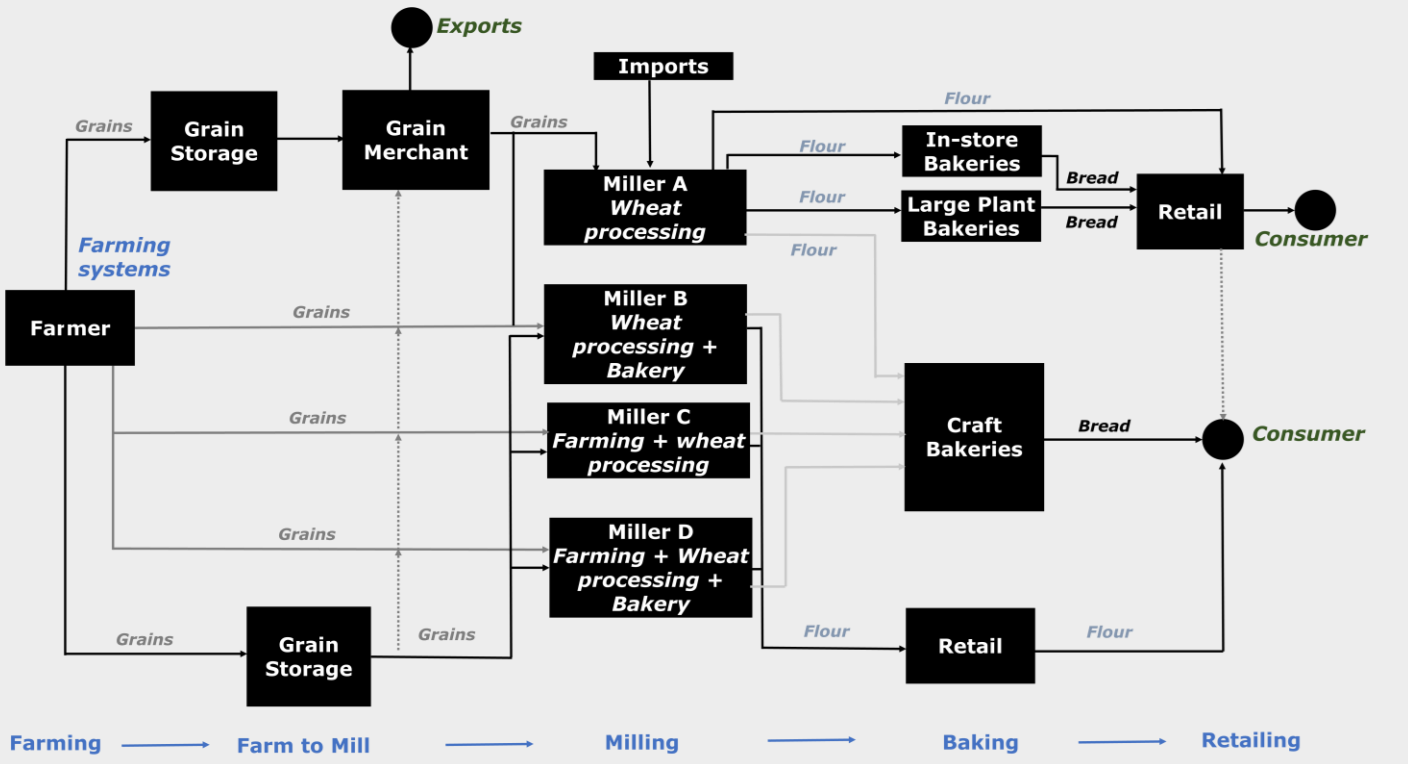 Exports
Imports
Flour
Grains
Grain
Storage
Grain
Merchant
Grains
Flour
In-store
Bakeries
Bread
Miller A
Wheat
processing
Flour
Large Plant
Bakeries
Bread
Retail
Consumer
Flour
Farming
systems
Farmer
Grains
Miller B
Wheat
processing +
Bakery
Grains
Miller C
Farming + wheat
processing
Craft
Bakeries
Bread
Consumer
Grains
Miller D
Farming + Wheat
processing +
Bakery
Grains
Grain
Storage
Grains
Flour
Retail
Flour
Farming
Farm to Mill
Milling
Baking
Retailing